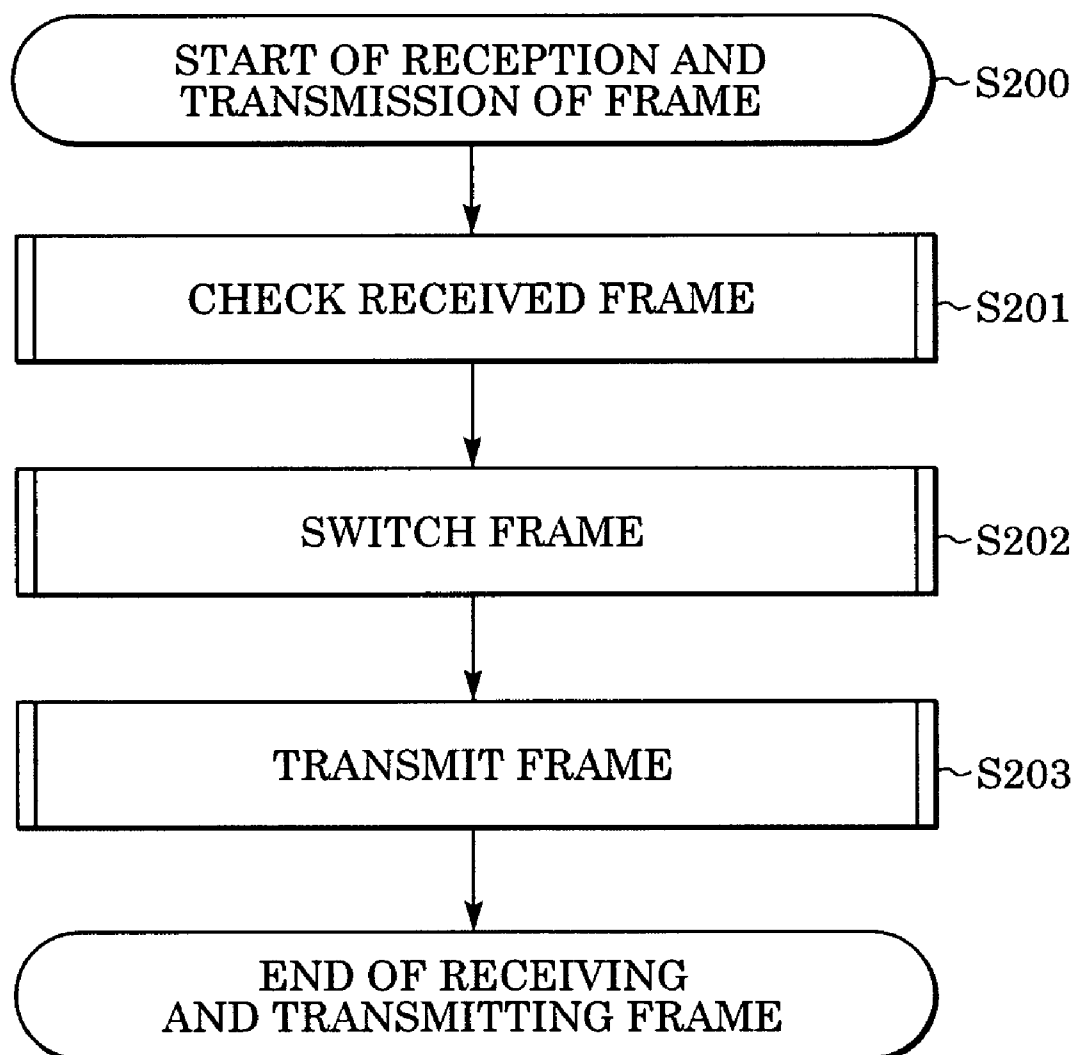 START OF RECEPTION AND
TRANSMISSION OF FRAME
S200
CHECK RECEIVED FRAME
S201
SWITCH FRAME
S202
TRANSMIT FRAME
S203
END OF RECEIVING
AND TRANSMITTING FRAME